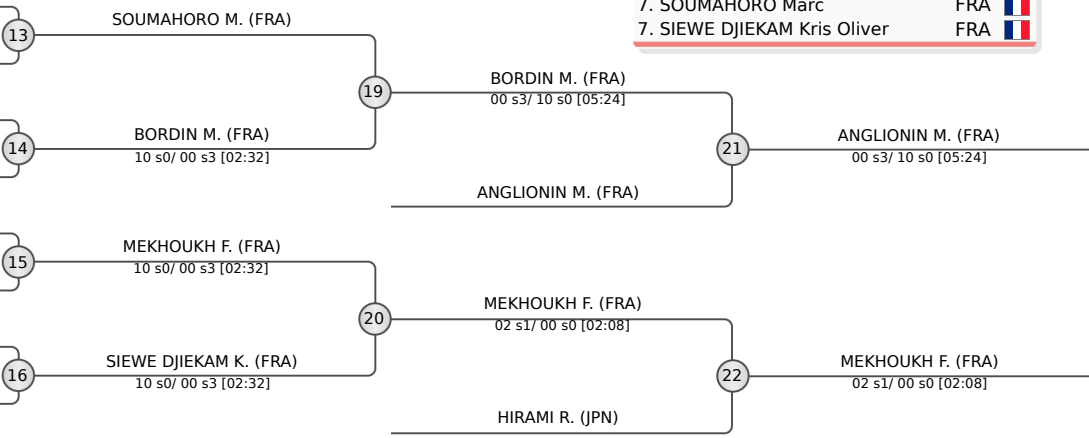 7. SOUMAHORO Marc FRA
7. SIEWE DJIEKAM Kris Oliver FRA
SOUMAHORO M. (FRA)
13
BORDIN M. (FRA)
00 s3/ 10 s0 [05:24]
19
BORDIN M. (FRA)
10 s0/ 00 s3 [02:32]
14
ANGLIONIN M. (FRA)
00 s3/ 10 s0 [05:24]
21
ANGLIONIN M. (FRA)
MEKHOUKH F. (FRA)
10 s0/ 00 s3 [02:32]
15
MEKHOUKH F. (FRA)
02 s1/ 00 s0 [02:08]
20
SIEWE DJIEKAM K. (FRA)
10 s0/ 00 s3 [02:32]
16
MEKHOUKH F. (FRA)
02 s1/ 00 s0 [02:08]
22
HIRAMI R. (JPN)